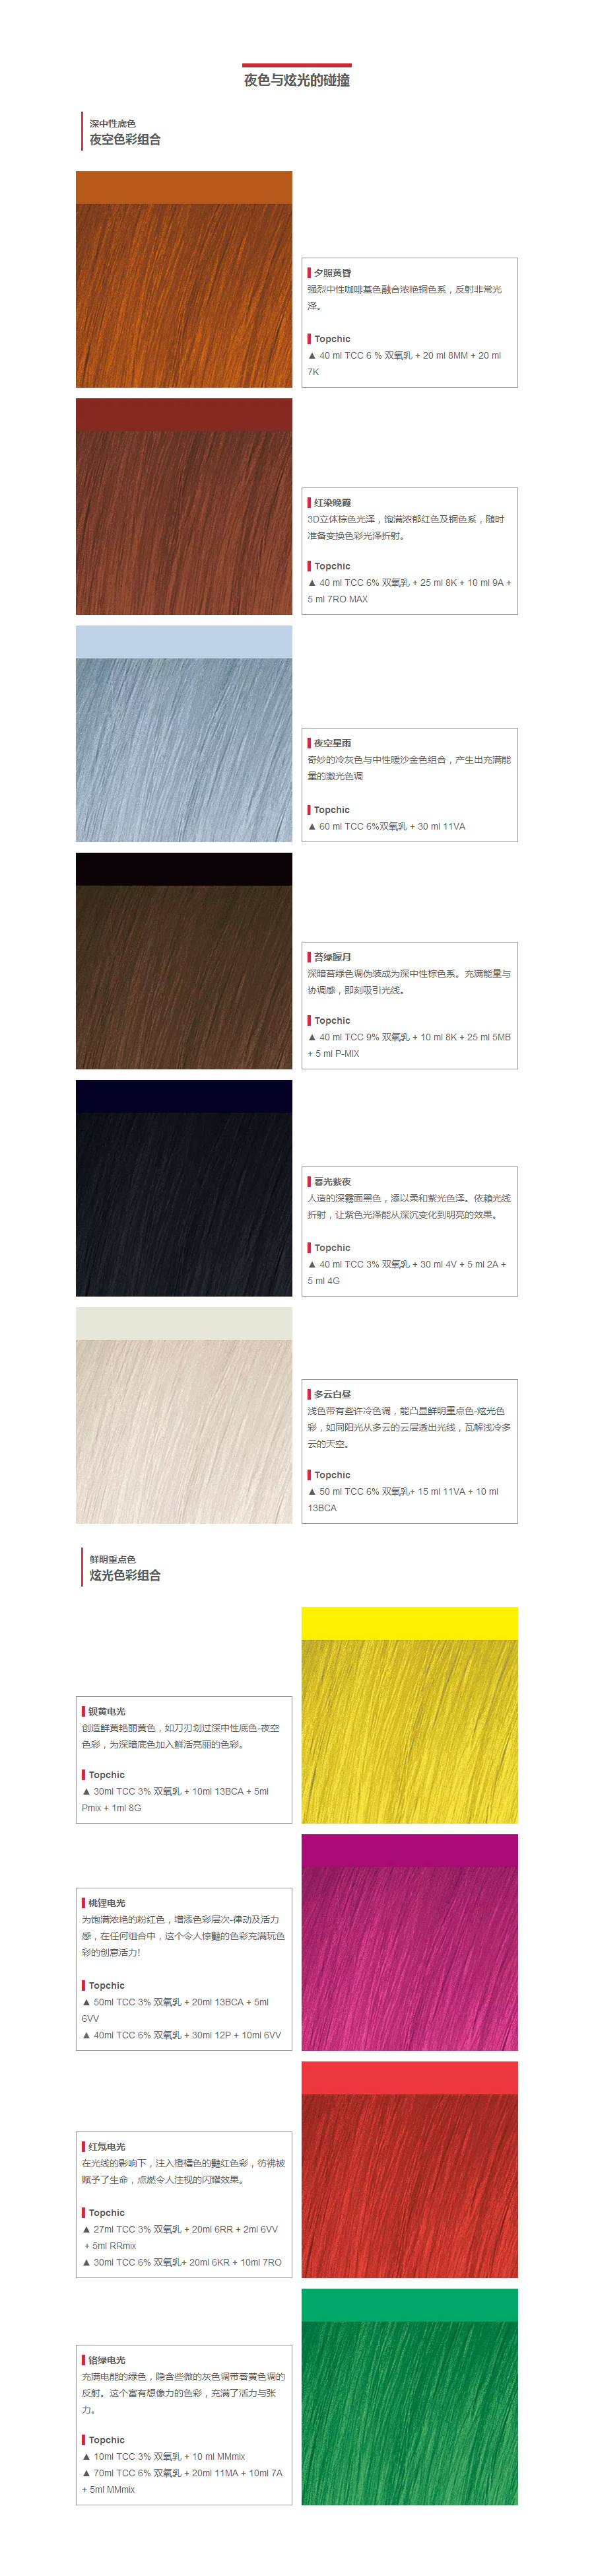 夜色与炫光的碰撞
深中性底色
夜空色彩组合
夕照黄昏
强烈中性咖啡基色融合浓艳铜色系，反射非常光
泽。
Topchic
▲ 40 ml TCC 6 % 双氧乳 + 20 ml 8MM + 20 ml
7K
红染晚霞
3D立体棕色光泽，饱满浓郁红色及铜色系，随时
准备变换色彩光泽折射。
Topchic
▲ 40 ml TCC 6% 双氧乳 + 25 ml 8K + 10 ml 9A +
5 ml 7RO MAX
夜空星雨
奇妙的冷灰色与中性暖沙金色组合，产生出充满能
量的激光色调
Topchic
▲ 60 ml TCC 6%双氧乳 + 30 ml 11VA
苔绿朦月
深暗苔绿色调伪装成为深中性棕色系。充满能量与
协调感，即刻吸引光线。
Topchic
▲ 40 ml TCC 9% 双氧乳 + 10 ml 8K + 25 ml 5MB
+ 5 ml P-MIX
暮光紫夜
人造的深雾面黑色，添以柔和紫光色泽。依赖光线
折射，让紫色光泽能从深沉变化到明亮的效果。
Topchic
▲ 40 ml TCC 3% 双氧乳 + 30 ml 4V + 5 ml 2A +
5 ml 4G
多云白昼
浅色带有些许冷色调，能凸显鲜明重点色-炫光色
彩，如同阳光从多云的云层透出光线，瓦解浅冷多
云的天空。
Topchic
▲ 50 ml TCC 6% 双氧乳+ 15 ml 11VA + 10 ml
13BCA
鲜明重点色
炫光色彩组合
钡黄电光
创造鲜黄艳丽黄色，如刀刃划过深中性底色-夜空
色彩，为深暗底色加入鲜活亮丽的色彩。
Topchic
▲ 30ml TCC 3% 双氧乳 + 10ml 13BCA + 5ml
Pmix + 1ml 8G
桃锂电光
为饱满浓艳的粉红色，增添色彩层次-律动及活力
感，在任何组合中，这个令人惊豔的色彩充满玩色
彩的创意活力!
Topchic
▲ 50ml TCC 3% 双氧乳 + 20ml 13BCA + 5ml
6VV
▲ 40ml TCC 6% 双氧乳 + 30ml 12P + 10ml 6VV
红氖电光
在光线的影响下，注入橙橘色的豔红色彩，彷彿被
赋予了生命，点燃令人注视的闪耀效果。
Topchic
▲ 27ml TCC 3% 双氧乳 + 20ml 6RR + 2ml 6VV
+ 5ml RRmix
▲ 30ml TCC 6% 双氧乳+ 20ml 6KR + 10ml 7RO
铬绿电光
充满电能的绿色，隐含些微的灰色调带著黄色调的
反射。这个富有想像力的色彩，充满了活力与张
力。
Topchic
▲ 10ml TCC 3% 双氧乳 + 10 ml MMmix
▲ 70ml TCC 6% 双氧乳 + 20ml 11MA + 10ml 7A
+ 5ml MMmix